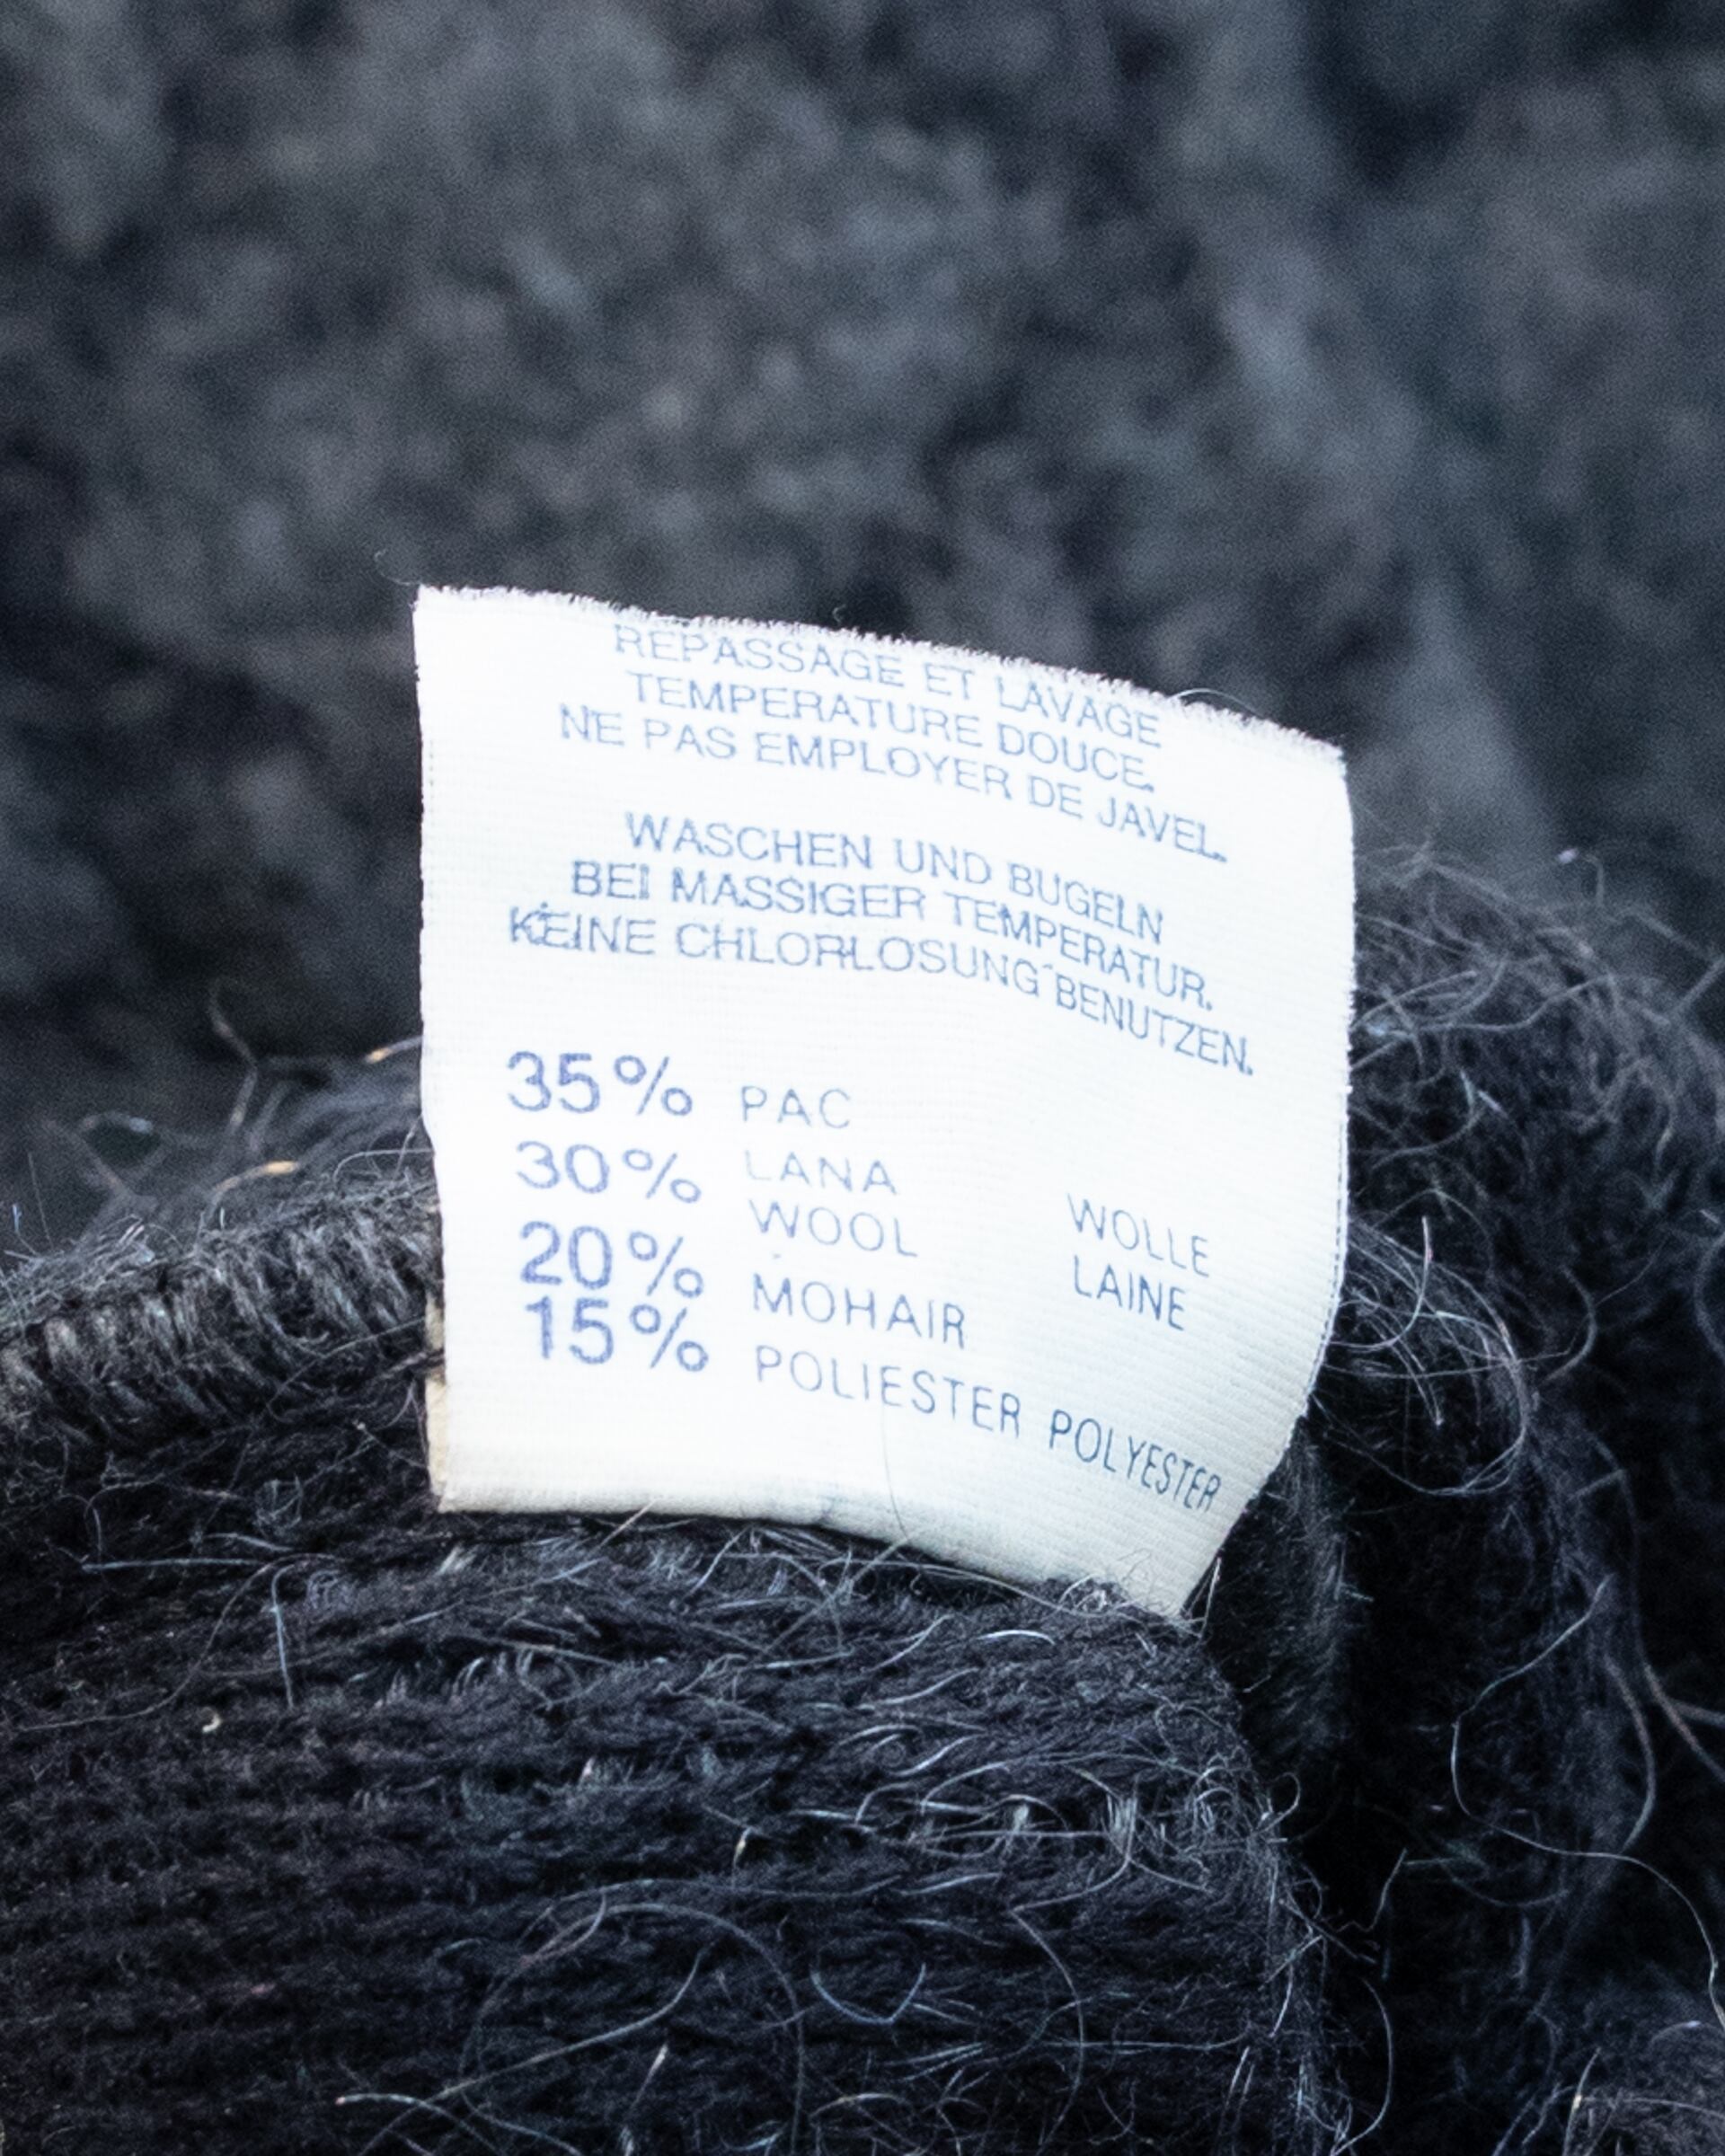 REPASSAGE ET LAVAGE
TEMPERATURE DOUCE.
NE PAS EMPLOYER DE JAVEL.
WASCHEN UND BUGELN
BEI MASSIGER TEMPERATUR.
KEINE CHLORLOSUNG BENUTZEN.
35% PAC
30% LANA WOLLE
WOOL LAINE
20% MOHAIR
15% POLIESTER POLYESTER